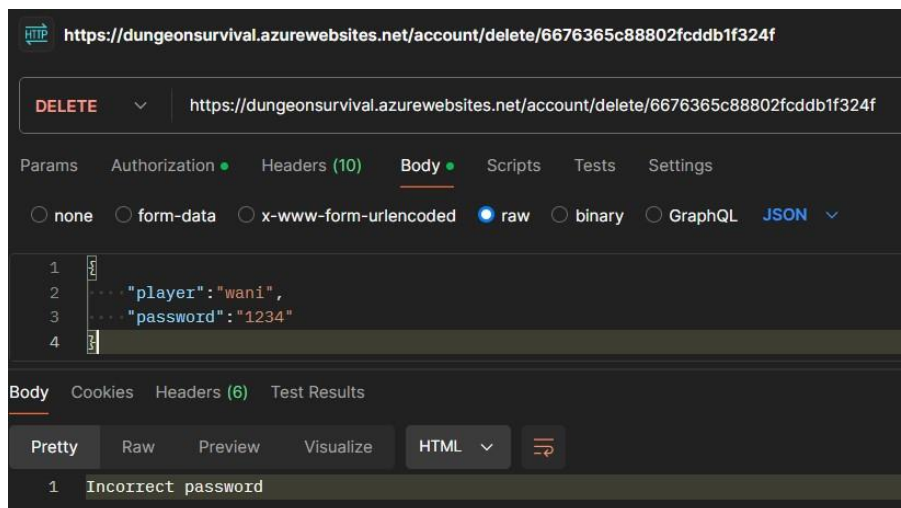 HTTP https://dungeonsurvival.azurewebsites.net/account/delete/6676365c88802fcddb1f324f
DELETE https://dungeonsurvival.azurewebsites.net/account/delete/6676365c88802fcddb1f324f
Params Authorization Headers (10) Body Scripts Tests Settings
none form-data x-www-form-urlencoded raw binary GraphQL JSON
1 {
2 "player":"wani",
3 "password":"1234"
4 }
Body Cookies Headers (6) Test Results
Pretty Raw Preview Visualize HTML
1 Incorrect password